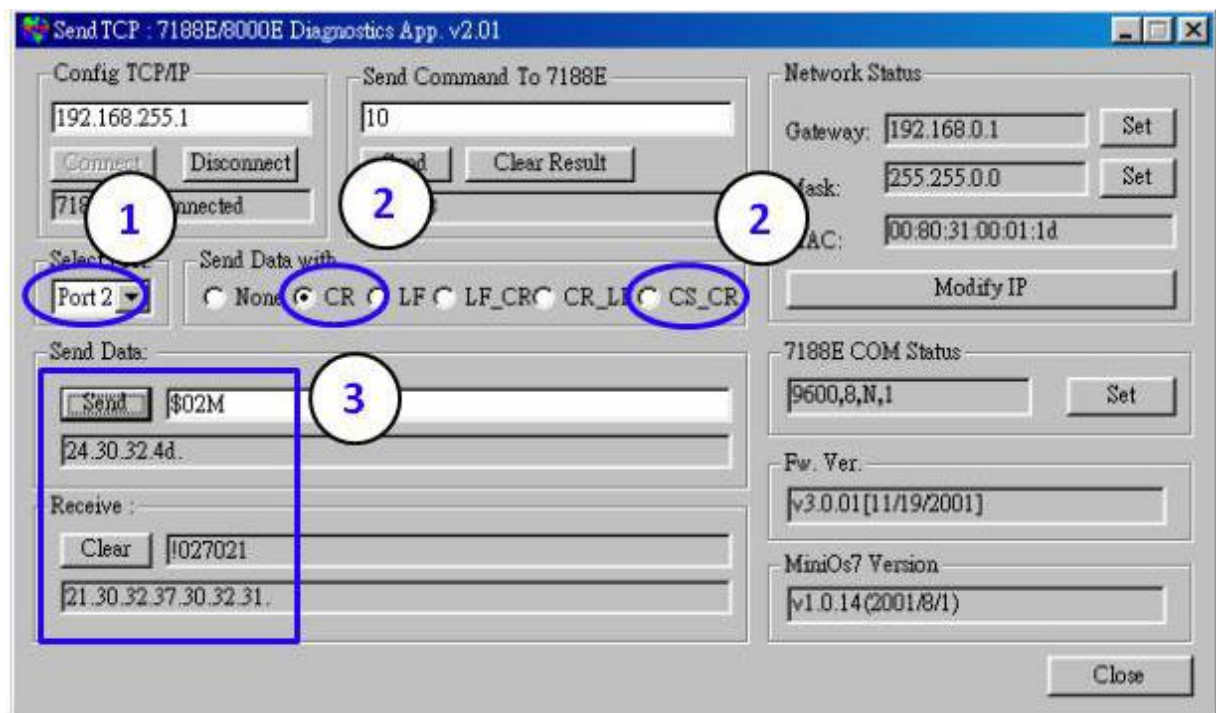 SendTCP : 7188E/8000E Diagnostics App. v2.01
Config TCP/IP
192.168.255.1
Connect Disconnect
1
Send Command To 7188E
10
Clear Result
2
2
Network Status
Gateway: 192.168.0.1 Set
255.255.0.0 Set
00:80:31:00:01:1d
Modify IP
Port 2
Send Data with
None CR LF LF_CR CR_LF CS_CR
Send Data:
Send $02M
3
24.30.32.4d.
Receive :
Clear !027021
21.30.32.37.30.32.31.
7188E COM Status
9600,8,N,1 Set
Fw. Ver.
v3.0.01[11/19/2001]
MiniOs7 Version
v1.0.14(2001/8/1)
Close